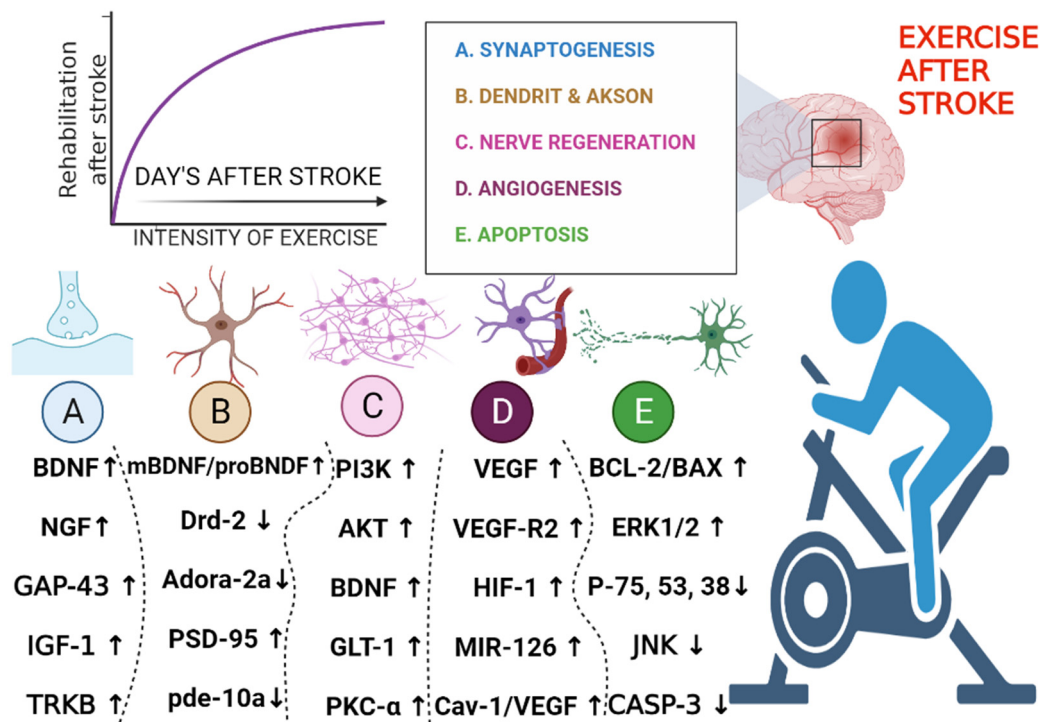 Rehabilitation
after stroke
DAY'S AFTER STROKE
INTENSITY OF EXERCISE
A. SYNAPTOGENESIS
B. DENDRIT & AKSON
C. NERVE REGENERATION
D. ANGIOGENESIS
E. APOPTOSIS
EXERCISE
AFTER
STROKE
A
B
C
D
E
BDNF↑
mBDNF/proBNDF↑
PI3K ↑
VEGF ↑
BCL-2/BAX ↑
NGF↑
Drd-2 ↓
AKT ↑
VEGF-R2 ↑
ERK1/2 ↑
GAP-43 ↑
Adora-2a↓
BDNF ↑
HIF-1 ↑
P-75, 53, 38↓
IGF-1 ↑
PSD-95 ↑
GLT-1 ↑
MIR-126 ↑
JNK ↓
TRKB ↑
pde-10a↓
PKC-α ↑
Cav-1/VEGF ↑
CASP-3 ↓